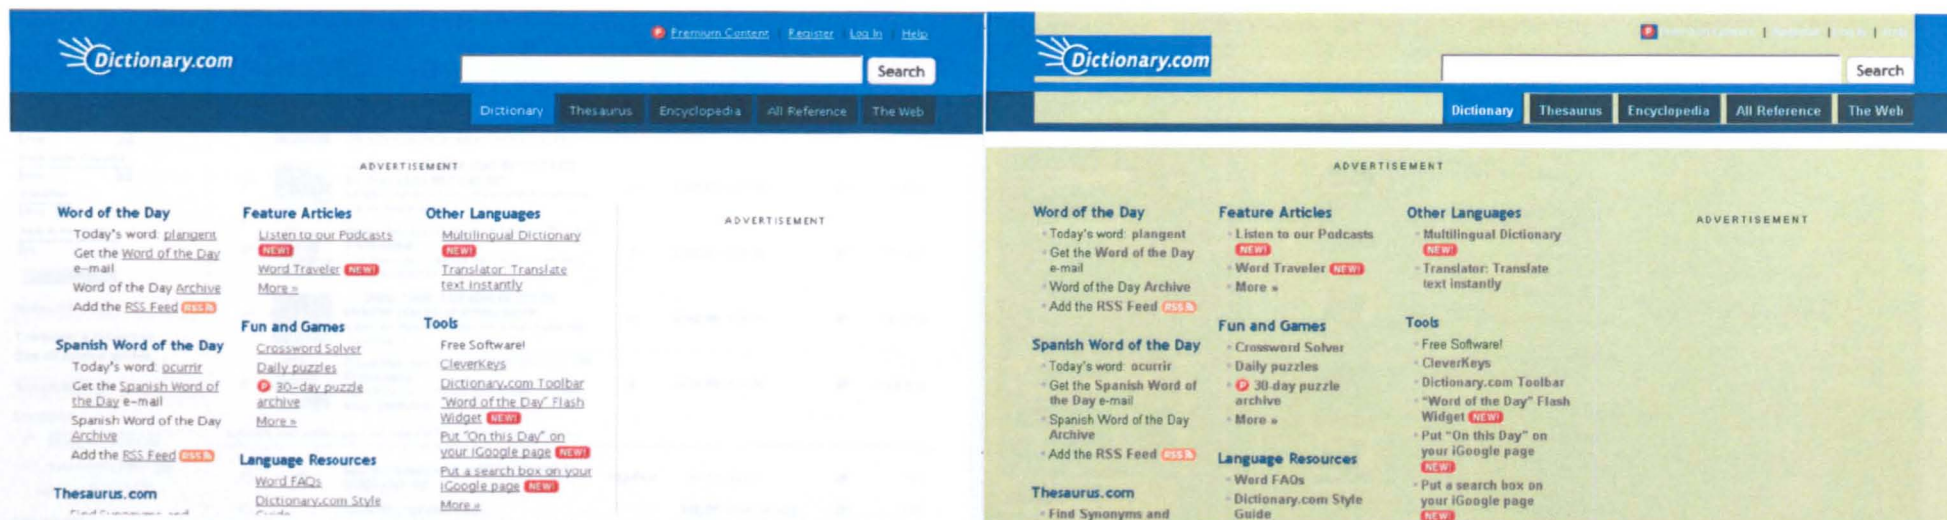 Premium Content Register Log In Help
Dictionary.com
Search
Dictionary Thesaurus Encyclopedia All Reference The Web
ADVERTISEMENT
ADVERTISEMENT
Word of the Day
Today's word: plangent
Get the Word of the Day
e-mail
Word of the Day Archive
Add the RSS Feed RSS
Spanish Word of the Day
Today's word: ocurrir
Get the Spanish Word of
the Day e-mail
Spanish Word of the Day
Archive
Add the RSS Feed RSS
Thesaurus.com
Find Synonyms and
Feature Articles
Listen to our Podcasts
NEW!
Word Traveler NEW!
More »
Fun and Games
Crossword Solver
Daily puzzles
P 30-day puzzle
archive
More »
Language Resources
Word FAQs
Dictionary.com Style
Guide
Other Languages
Multilingual Dictionary
NEW!
Translator: Translate
text instantly
Tools
Free Software!
CleverKeys
Dictionary.com Toolbar
"Word of the Day" Flash
Widget NEW!
Put "On this Day" on
your iGoogle page NEW!
Put a search box on your
iGoogle page NEW!
More »
Dictionary.com
Search
Dictionary Thesaurus Encyclopedia All Reference The Web
ADVERTISEMENT
ADVERTISEMENT
Word of the Day
Today's word: plangent
Get the Word of the Day
e-mail
Word of the Day Archive
Add the RSS Feed RSS
Spanish Word of the Day
Today's word: ocurrir
Get the Spanish Word of
the Day e-mail
Spanish Word of the Day
Archive
Add the RSS Feed RSS
Thesaurus.com
Find Synonyms and
Feature Articles
Listen to our Podcasts
NEW!
Word Traveler NEW!
More »
Fun and Games
Crossword Solver
Daily puzzles
P 30-day puzzle
archive
More »
Language Resources
Word FAQs
Dictionary.com Style
Guide
Other Languages
Multilingual Dictionary
NEW!
Translator: Translate
text instantly
Tools
Free Software!
CleverKeys
Dictionary.com Toolbar
"Word of the Day" Flash
Widget NEW!
Put "On this Day" on
your iGoogle page
NEW!
Put a search box on
your iGoogle page
NEW!